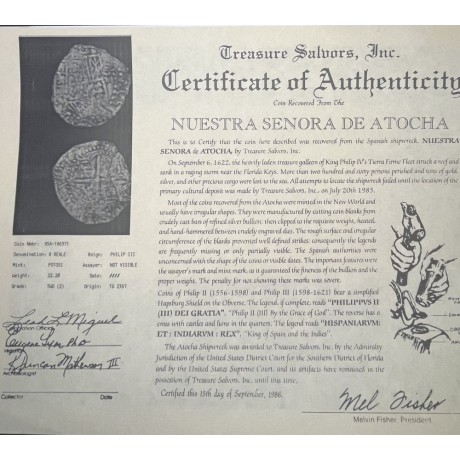 Treasure Salvors, Inc.
Certificate of Authenticity
Coin Recovered From The
NUESTRA SENORA DE ATOCHA
This is to Certify that the coin here described was recovered from the Spanish shipwreck, NUESTRA
SENORA de ATOCHA, by Treasure Salvors, Inc.
On September 6, 1622, the heavily laden treasure galleon of King Philip IV's Tierra Firme Fleet struck a reef and
sank in a raging storm near the Florida Keys. More than two hundred and sixty persons perished and tons of gold,
silver, and other precious cargo were lost to the sea. All attempts to locate the shipwreck failed until the location of the
primary cultural deposit was made by Treasure Salvors, Inc., on July 20th 1985.
Most of the coins recovered from the Atocha were minted in the New World and
usually have irregular shapes. They were manufactured by cutting coin blanks from
crudely cast bars of refined silver bullion; then clipped to the requisite weight, heated
and hand-hammered between crudely engraved dies. The rough surface and irregular
circumference of the blanks prevented well defined strikes; consequently the legends
are frequently missing or only partially visible. The Spanish authorities were
unconcerned with the shape of the coins or visible dates. The important features were the
assayer's mark and mint mark, as it guaranteed the fineness of the bullion and the
proper weight. The penalty for not showing these marks was severe.
Coins of Philip II (1556-1598) and Philip III (1598-1621) bear a simplified
Hapsburg Shield on the Obverse. The legend, if complete, reads "PHILIPPVS II
(III) DEI GRATIA", "Philip II (III) By the Grace of God". The reverse has a
cross with castles and lions in the quarters. The legend reads "HISPANIARVM:
ET : INDIARVM : REX", "King of Spain, and the Indies".
The Atocha Shipwreck was awarded to Treasure Salvors, Inc. by the Admiralty
Jurisdiction of the United States District Court for the Southern District of Florida
and by the United States Supreme Court, and its artifacts have remained in the
possession of Treasure Salvors, Inc. until this time.
Certified this 15th day of September, 1986.
Mel Fisher
Melvin Fisher, President
Coin Nmbr:
Denomination: 8 REALE
Reign: PHILIP III
Mint: POTOSI
Assayer: NOT VISIBLE
Weight:
Date: ////
Grade:
Origin:
Duncan Mathewson III
Archaeologist
Collector
Date